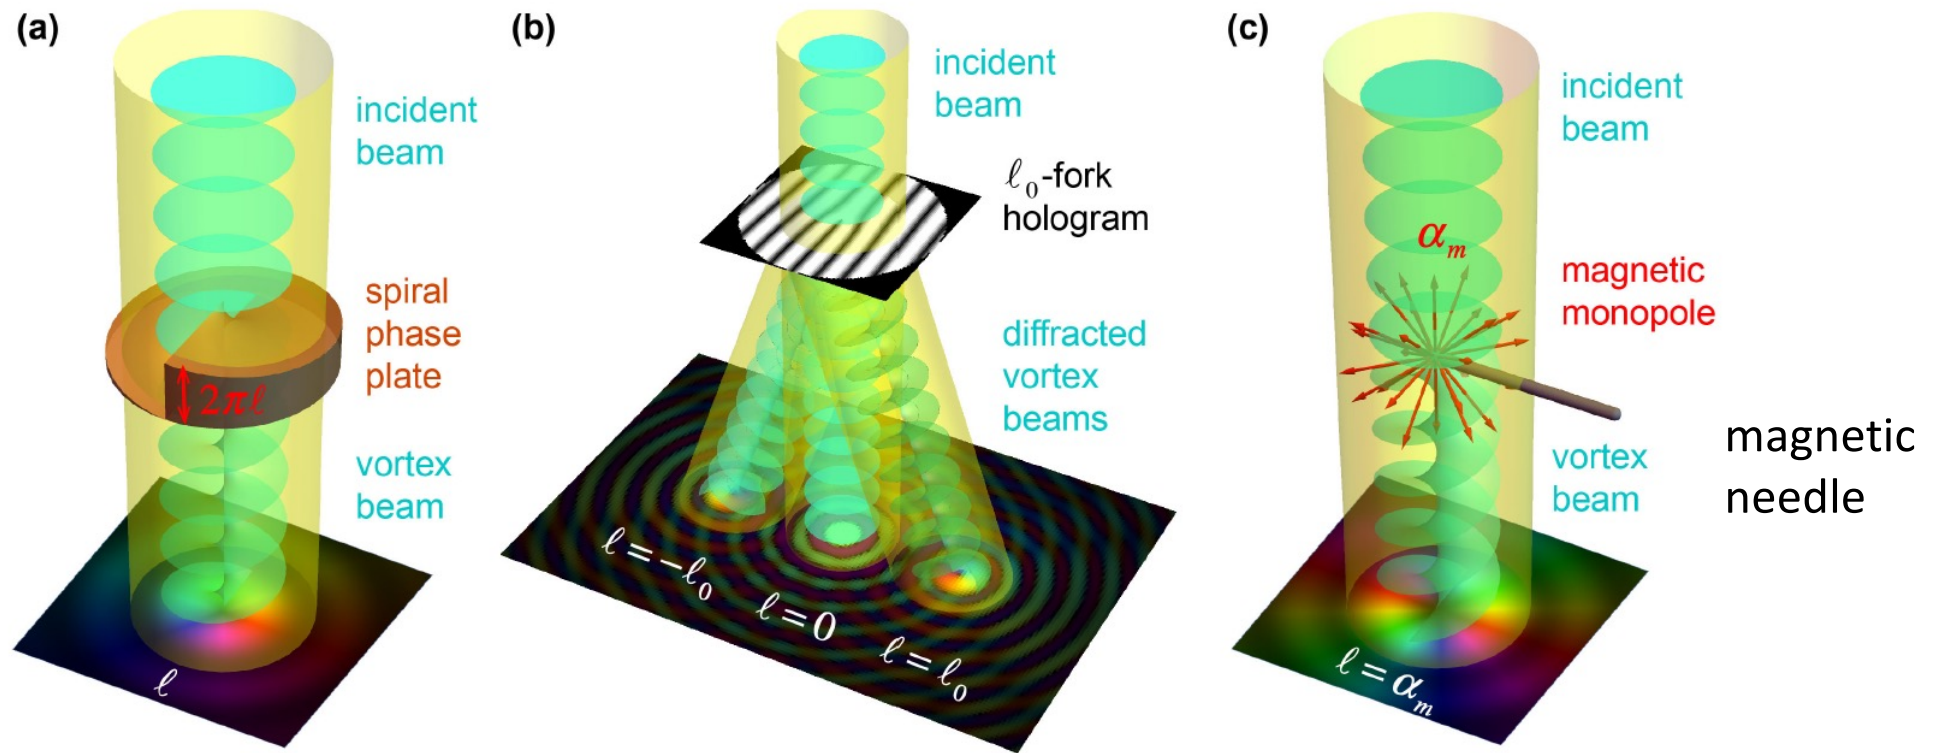 (a)
incident
beam
spiral
phase
plate
2πℓ
vortex
beam
ℓ
(b)
incident
beam
ℓ₀-fork
hologram
diffracted
vortex
beams
ℓ=-ℓ₀
ℓ=0
ℓ=ℓ₀
(c)
incident
beam
αₘ
magnetic
monopole
magnetic
needle
vortex
beam
ℓ=αₘ